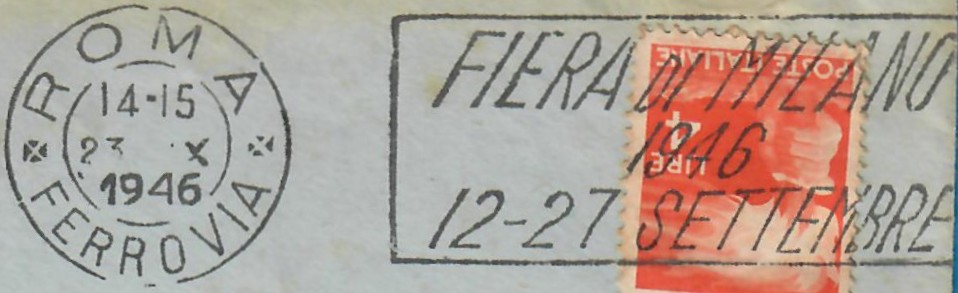 ROMA
14-15
23 X
1946
FERROVIA
FIERA DI MILANO
1946
12-27 SETTEMBRE
POSTE ITALIANE
4
LIRE